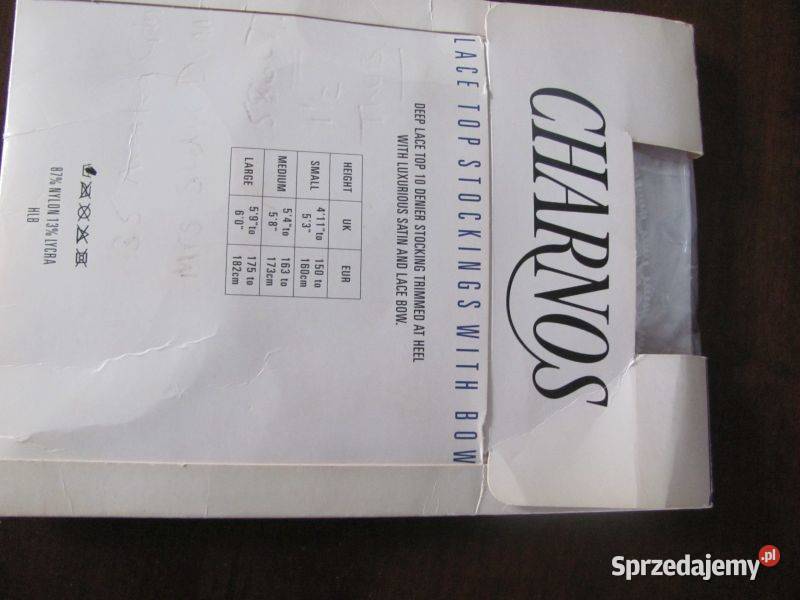 CHARNOS
LACE TOP STOCKINGS WITH BOW
DEEP LACE TOP 10 DENIER STOCKING TRIMMED AT HEEL
WITH LUXURIOUS SATIN AND LACE BOW.
HEIGHT UK EUR
SMALL 4'11"to 5'3" 150 to 160cm
MEDIUM 5'4"to 5'8" 163 to 173cm
LARGE 5'9"to 6'0" 175 to 182cm
87% NYLON 13% LYCRA
HLB
Sprzedajemy.pl